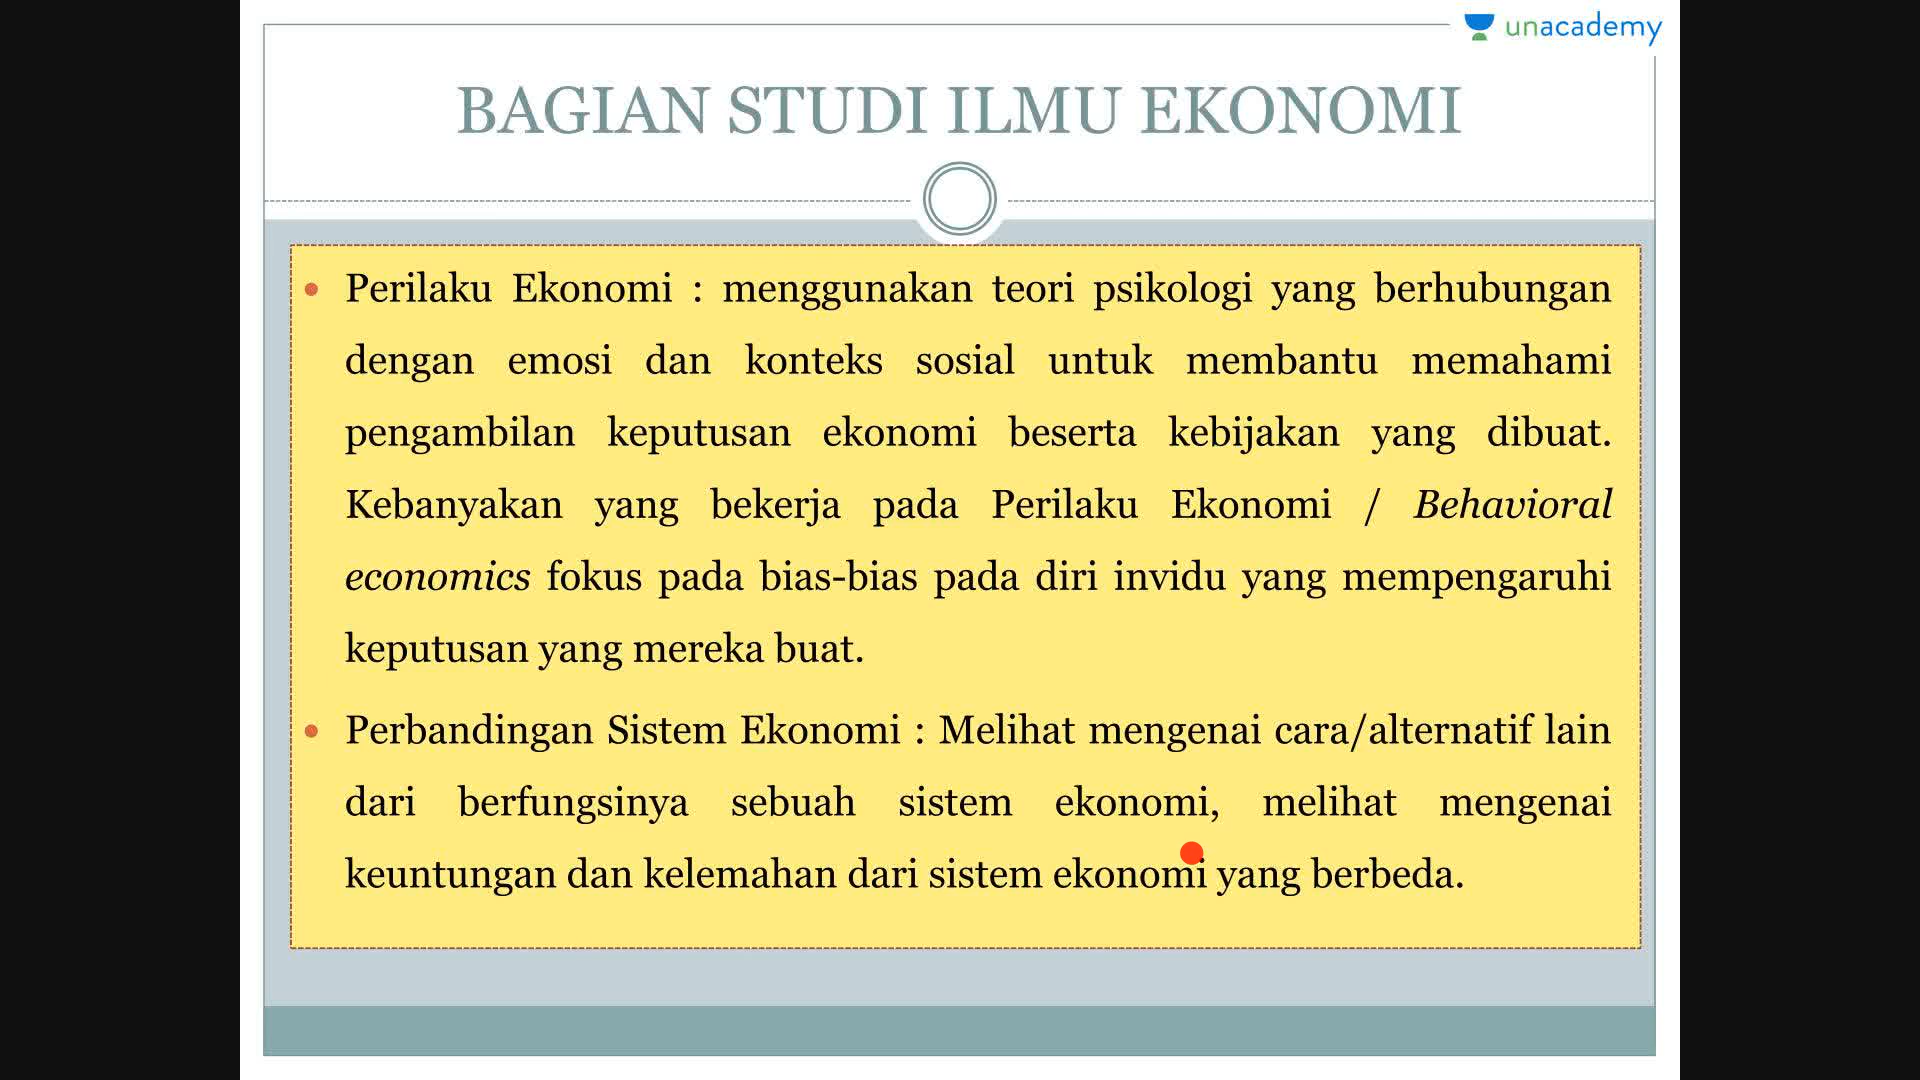 unacademy
BAGIAN STUDI ILMU EKONOMI
• Perilaku Ekonomi : menggunakan teori psikologi yang berhubungan
dengan emosi dan konteks sosial untuk membantu memahami
pengambilan keputusan ekonomi beserta kebijakan yang dibuat.
Kebanyakan yang bekerja pada Perilaku Ekonomi / Behavioral
economics fokus pada bias-bias pada diri invidu yang mempengaruhi
keputusan yang mereka buat.
• Perbandingan Sistem Ekonomi : Melihat mengenai cara/alternatif lain
dari berfungsinya sebuah sistem ekonomi, melihat mengenai
keuntungan dan kelemahan dari sistem ekonomi yang berbeda.